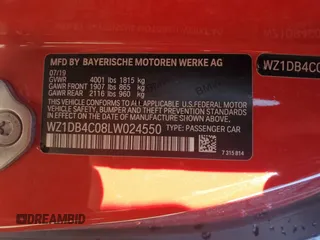 MFD BY BAYERISCHE MOTOREN WERKE AG
07/19
GVWR 4001 lbs 1815 kg
GAWR FRONT 1907 lbs 865 kg
GAWR REAR 2116 lbs 960 kg
THIS VEHICLE CONFORMS TO ALL APPLICABLE U.S. FEDERAL MOTOR
VEHICLE SAFETY, BUMPER AND THEFT PREVENTION STANDARDS
IN EFFECT ON THE DATE OF MANUFACTURE SHOWN ABOVE.
WZ1DB4C08LW024550 TYPE: PASSENGER CAR
T 315 814
WZ1DB4C0
DREAMBID